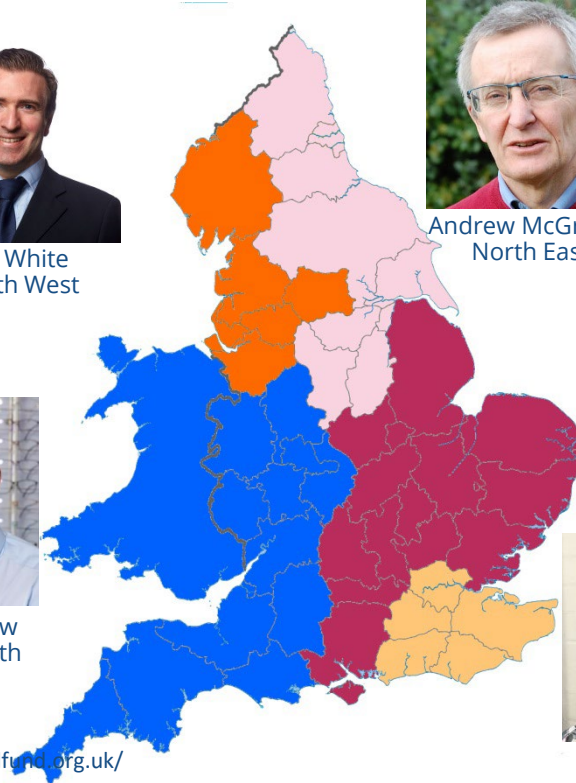 White
th West
Andrew McGr
North Eas
w
th
fund.org.uk/